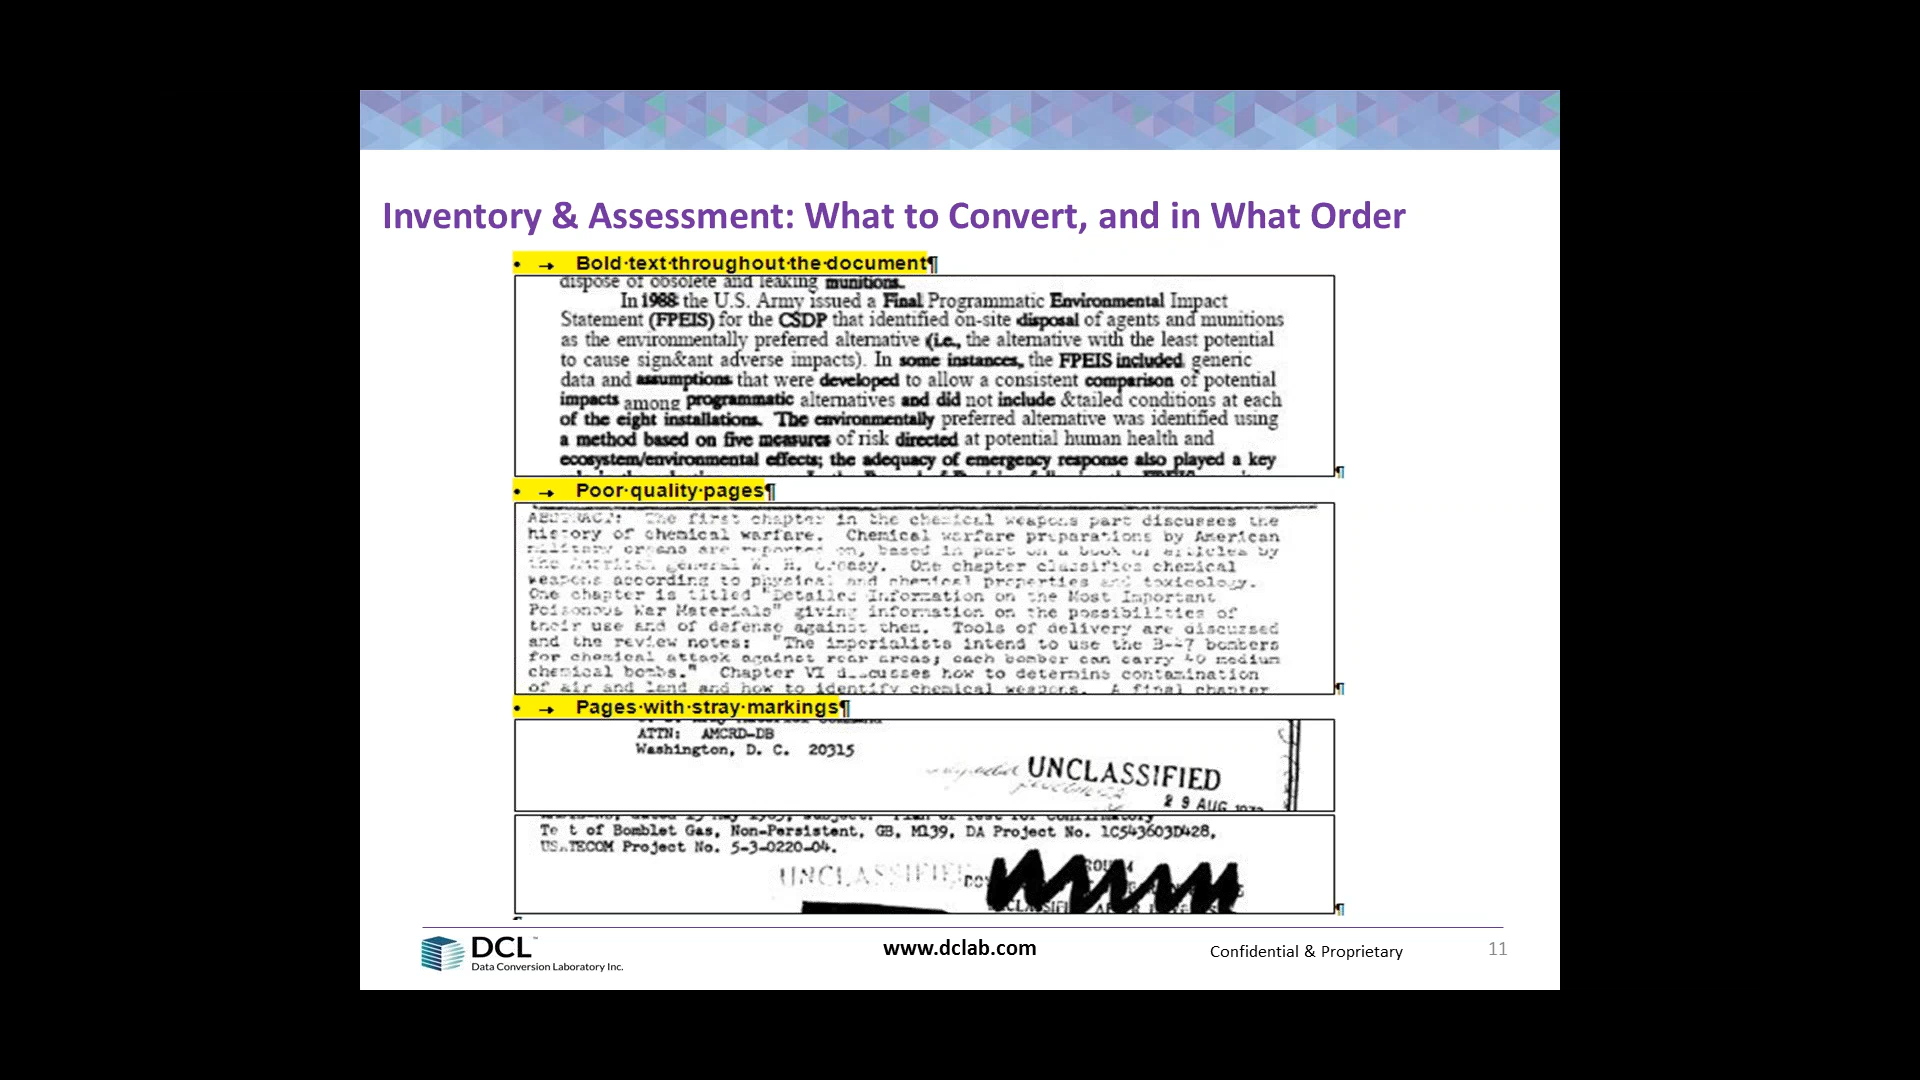 Inventory & Assessment: What to Convert, and in What Order
• → Bold·text·throughout·the·document¶
dispose of obsolete and leaking munitions.
In 1988 the U.S. Army issued a Final Programmatic Environmental Impact
Statement (FPEIS) for the CSDP that identified on-site disposal of agents and munitions
as the environmentally preferred alternative (i.e., the alternative with the least potential
to cause sign&ant adverse impacts). In some instances, the FPEIS included generic
data and assumptions that were developed to allow a consistent comparison of potential
impacts among programmatic alternatives and did not include &tailed conditions at each
of the eight installations. The environmentally preferred alternative was identified using
a method based on five measures of risk directed at potential human health and
ecosystem/environmental effects; the adequacy of emergency response also played a key
¶
• → Poor·quality·pages¶
ABSTRACT: The first chapter in the chemical weapons part discusses the
history of chemical warfare. Chemical warfare preparations by American
military organs are reported on, based in part on a book of articles by
the American general W. H. Creasy. One chapter classifies chemical
weapons according to physical and chemical properties and toxicology.
One chapter is titled "Detailed Information on the Most Important
Poisonous War Materials" giving information on the possibilities of
their use and of defense against them. Tools of delivery are discussed
and the review notes: "The imperialists intend to use the B-47 bombers
for chemical attack against rear areas; each bomber can carry 40 medium
chemical bombs." Chapter VI discusses how to determine contamination
of air and land and how to identify chemical weapons. A final chapter
¶
• → Pages·with·stray·markings¶
ATTN: AMCRD-DB
Washington, D. C. 20315
UNCLASSIFIED
29 AUG
Te t of Bomblet Gas, Non-Persistent, GB, M139, DA Project No. 1C543603D428,
USATECOM Project No. 5-3-0220-04.
UNCLASSIFIED
¶
DCL™
Data Conversion Laboratory Inc.
www.dclab.com
Confidential & Proprietary
11